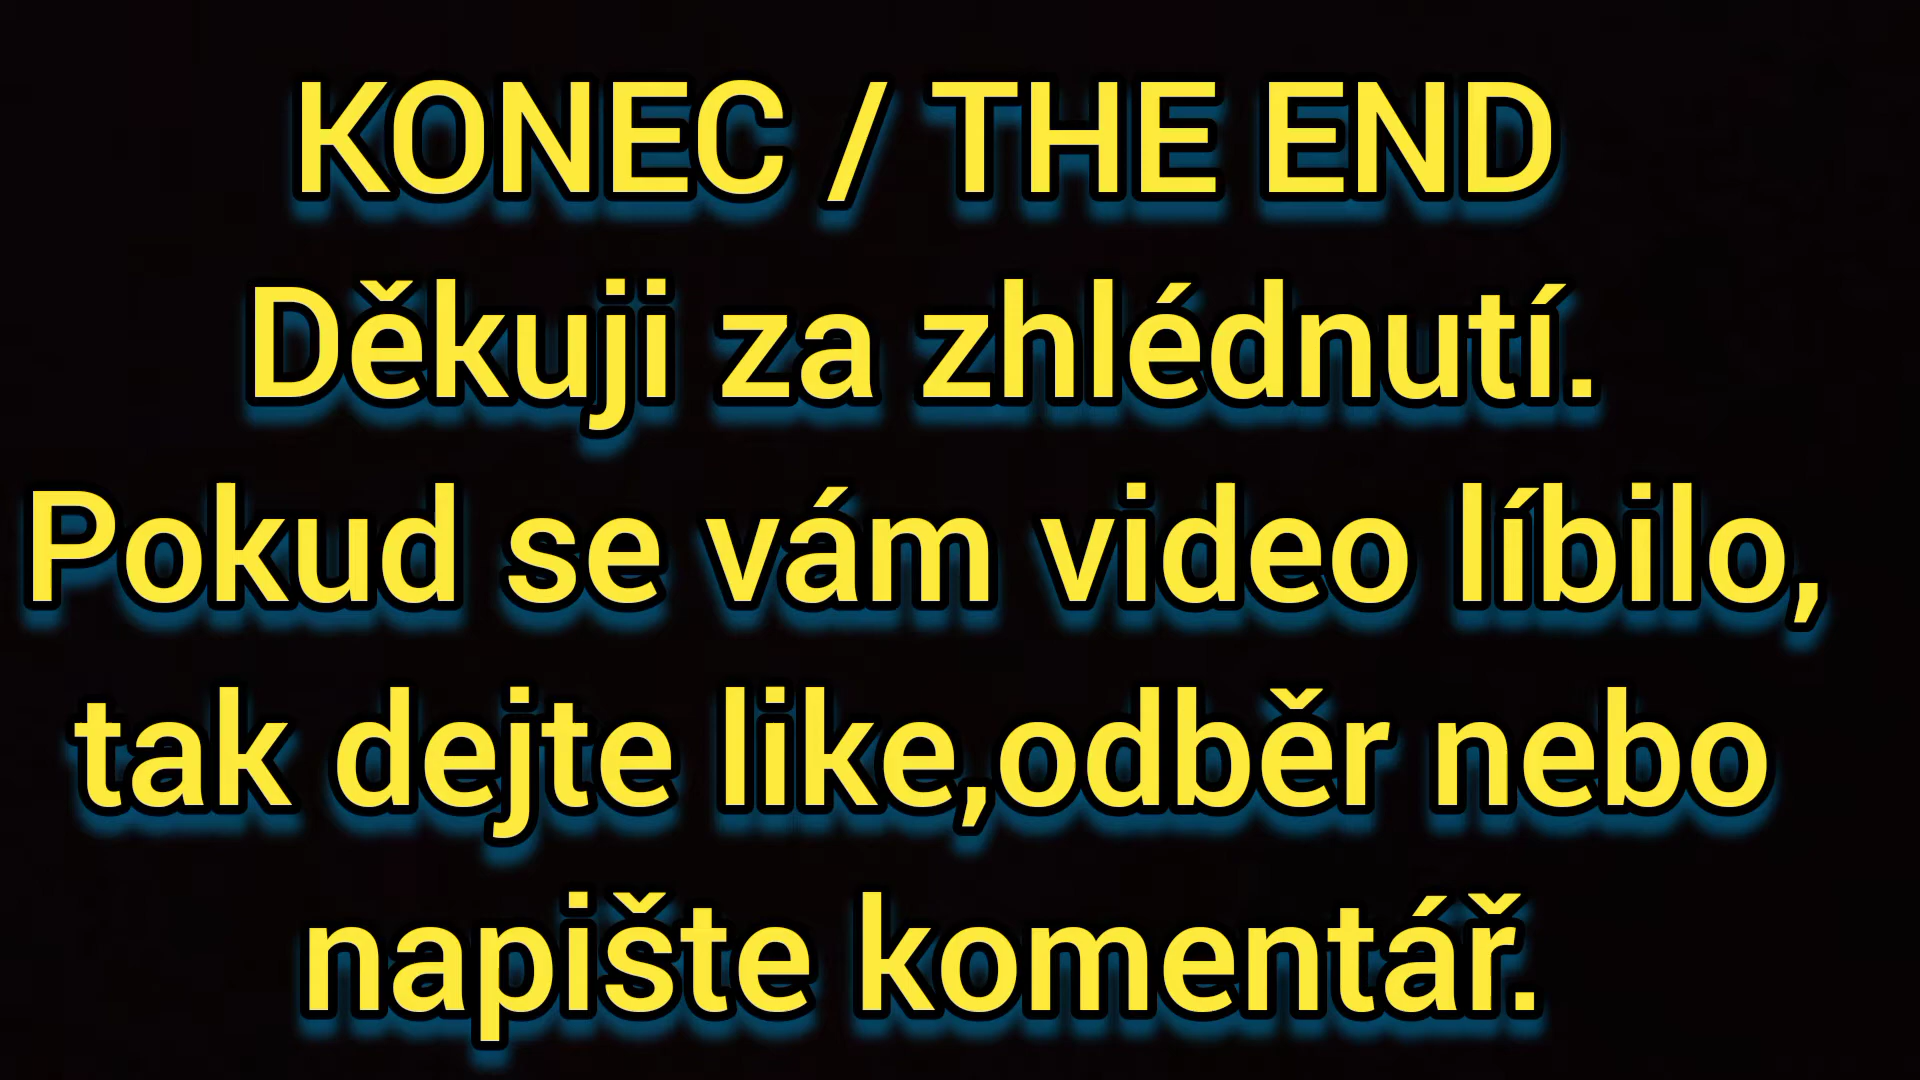 KONEC / THE END
Děkuji za zhlédnutí.
Pokud se vám video líbilo,
tak dejte like,odběr nebo
napište komentář.